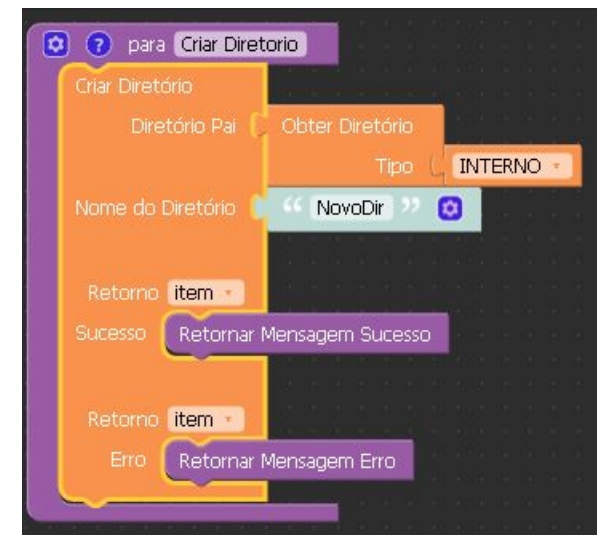 ? para Criar Diretorio
Criar Diretório
Diretório Pai Obter Diretório
Tipo INTERNO
Nome do Diretório “ NovoDir ”
Retorno item
Sucesso Retornar Mensagem Sucesso
Retorno item
Erro Retornar Mensagem Erro